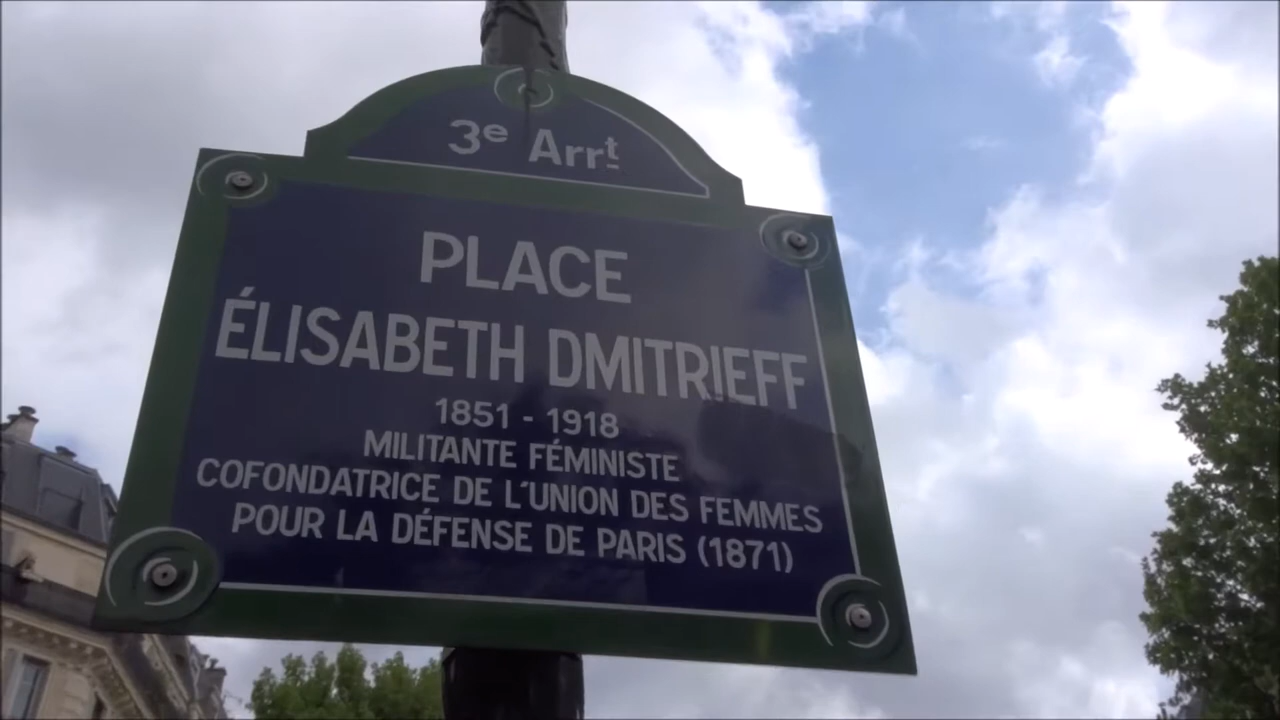 3e Arrt
PLACE
ÉLISABETH DMITRIEFF
1851 - 1918
MILITANTE FÉMINISTE
COFONDATRICE DE L'UNION DES FEMMES
POUR LA DÉFENSE DE PARIS (1871)